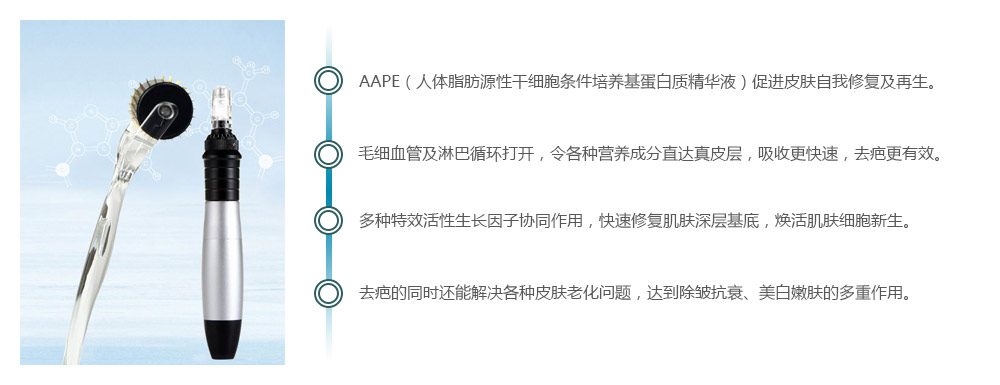 AAPE（人体脂肪源性干细胞条件培养基蛋白质精华液）促进皮肤自我修复及再生。
毛细血管及淋巴循环打开，令各种营养成分直达真皮层，吸收更快速，去疤更有效。
多种特效活性生长因子协同作用，快速修复肌肤深层基底，焕活肌肤细胞新生。
去疤的同时还能解决各种皮肤老化问题，达到除皱抗衰、美白嫩肤的多重作用。